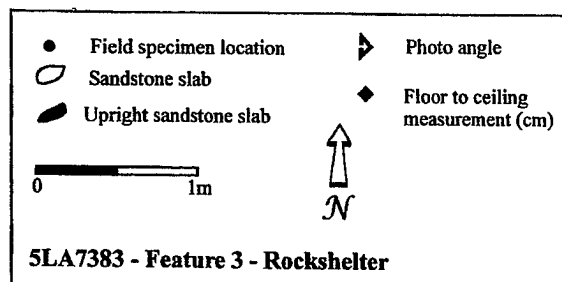 Field specimen location
Sandstone slab
Upright sandstone slab
Photo angle
Floor to ceiling
measurement (cm)
0 1m
N
5LA7383 - Feature 3 - Rockshelter